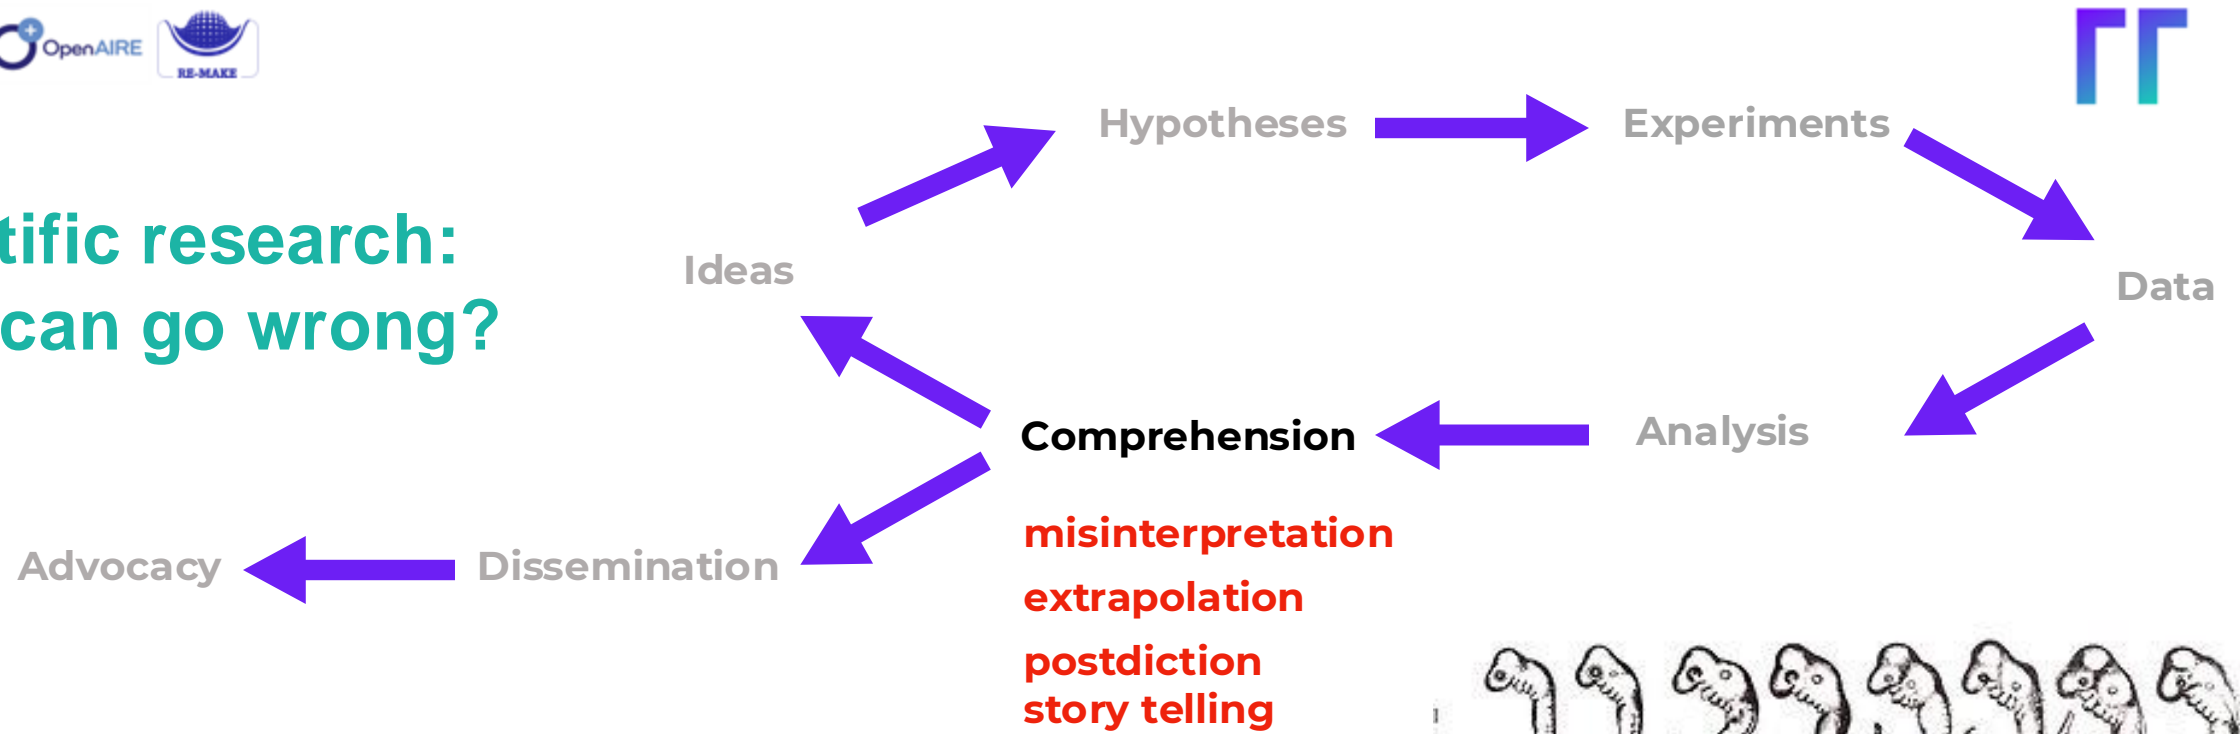 OpenAIRE
RE-MAKE
tific research:
can go wrong?
Hypotheses
Experiments
Ideas
Data
Comprehension
Analysis
misinterpretation
extrapolation
postdiction
story telling
Advocacy
Dissemination